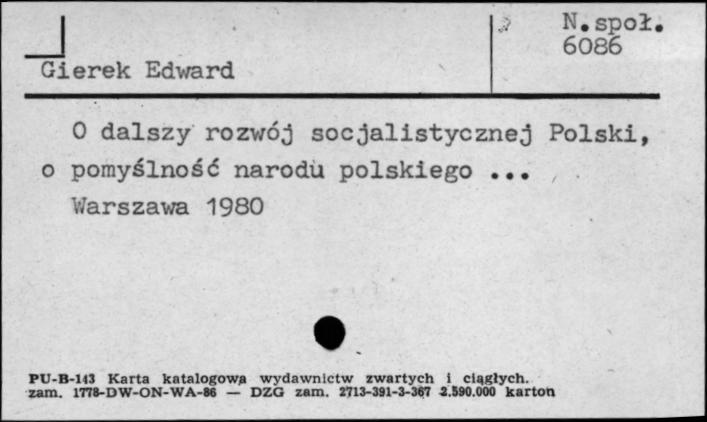 N.społ.
6086
Gierek Edward
O dalszy rozwój socjalistycznej Polski,
o pomyślność narodu polskiego ...
Warszawa 1980
PU-B-143 Karta katalogowa wydawnictw zwartych i ciągłych.
zam. 1778-DW-ON-WA-86 — DZG zam. 2713-391-3-367 2.590.000 karton